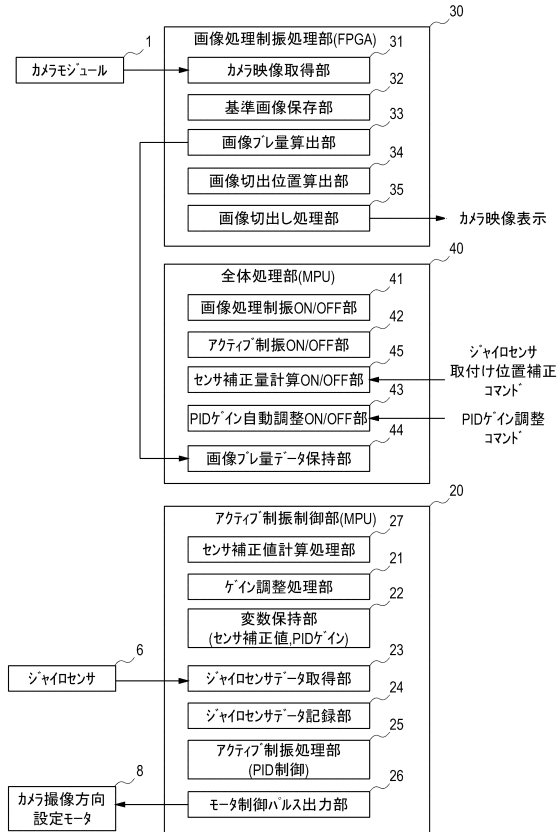 30
画像処理制振処理部(FPGA)
1
31
カメラモジュール
カメラ映像取得部
32
基準画像保存部
33
画像ブレ量算出部
34
画像切出位置算出部
35
画像切出し処理部
カメラ映像表示
40
全体処理部(MPU)
41
画像処理制振ON/OFF部
42
アクティブ制振ON/OFF部
45
センサ補正量計算ON/OFF部
ジャイロセンサ
取付け位置補正
コマンド
43
PIDゲイン自動調整ON/OFF部
PIDゲイン調整
コマンド
44
画像ブレ量データ保持部
20
アクティブ制振制御部(MPU)
27
センサ補正値計算処理部
21
ゲイン調整処理部
22
変数保持部
(センサ補正値,PIDゲイン)
6
23
ジャイロセンサ
ジャイロセンサデータ取得部
24
ジャイロセンサデータ記録部
25
アクティブ制振処理部
(PID制御)
8
26
カメラ撮像方向
設定モータ
モータ制御パルス出力部